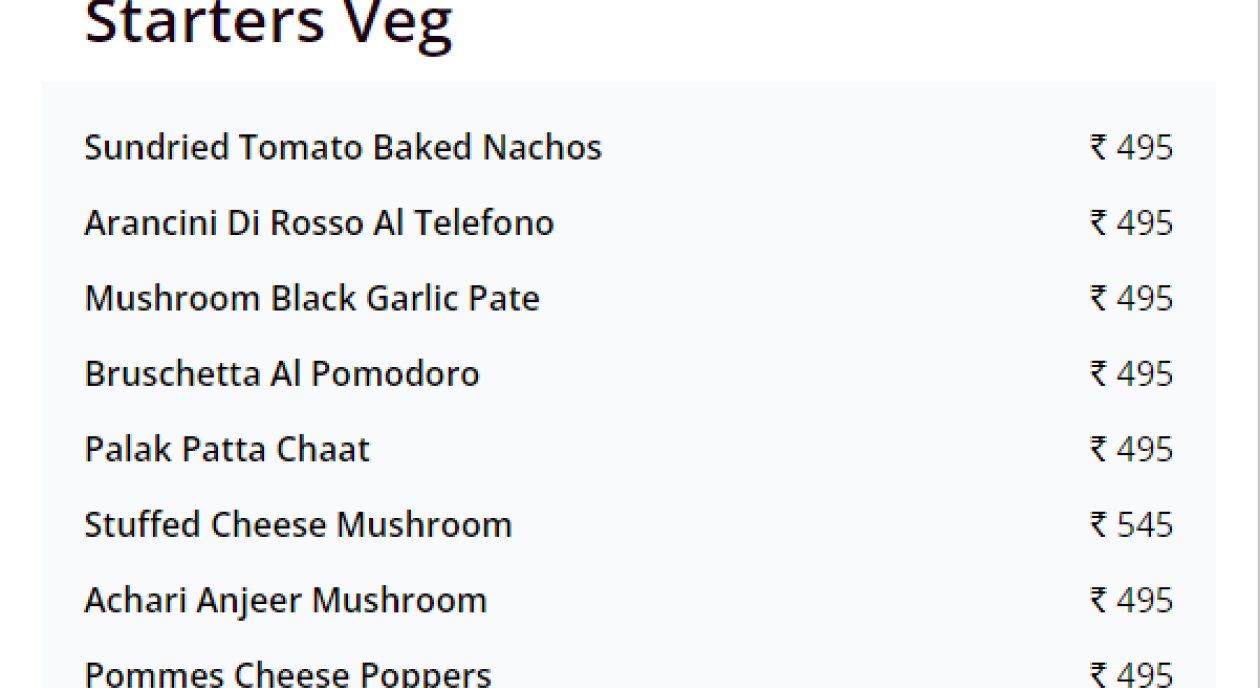 Starters Veg
Sundried Tomato Baked Nachos ₹ 495
Arancini Di Rosso Al Telefono ₹ 495
Mushroom Black Garlic Pate ₹ 495
Bruschetta Al Pomodoro ₹ 495
Palak Patta Chaat ₹ 495
Stuffed Cheese Mushroom ₹ 545
Achari Anjeer Mushroom ₹ 495
Pommes Cheese Poppers ₹ 495